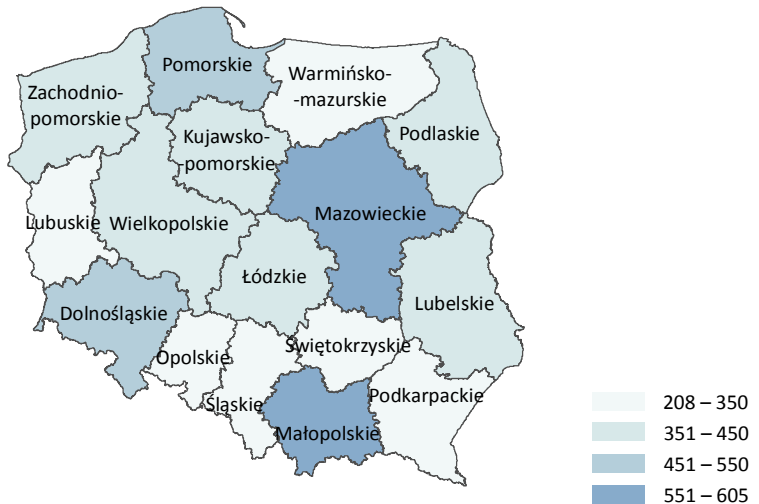 Pomorskie
Warmińsko-
-mazurskie
Zachodnio-
pomorskie
Podlaskie
Kujawsko-
-pomorskie
Mazowieckie
Lubuskie
Wielkopolskie
Łódzkie
Lubelskie
Dolnośląskie
Opolskie
Świętokrzyskie
Śląskie
Podkarpackie
Małopolskie
208 – 350
351 – 450
451 – 550
551 – 605